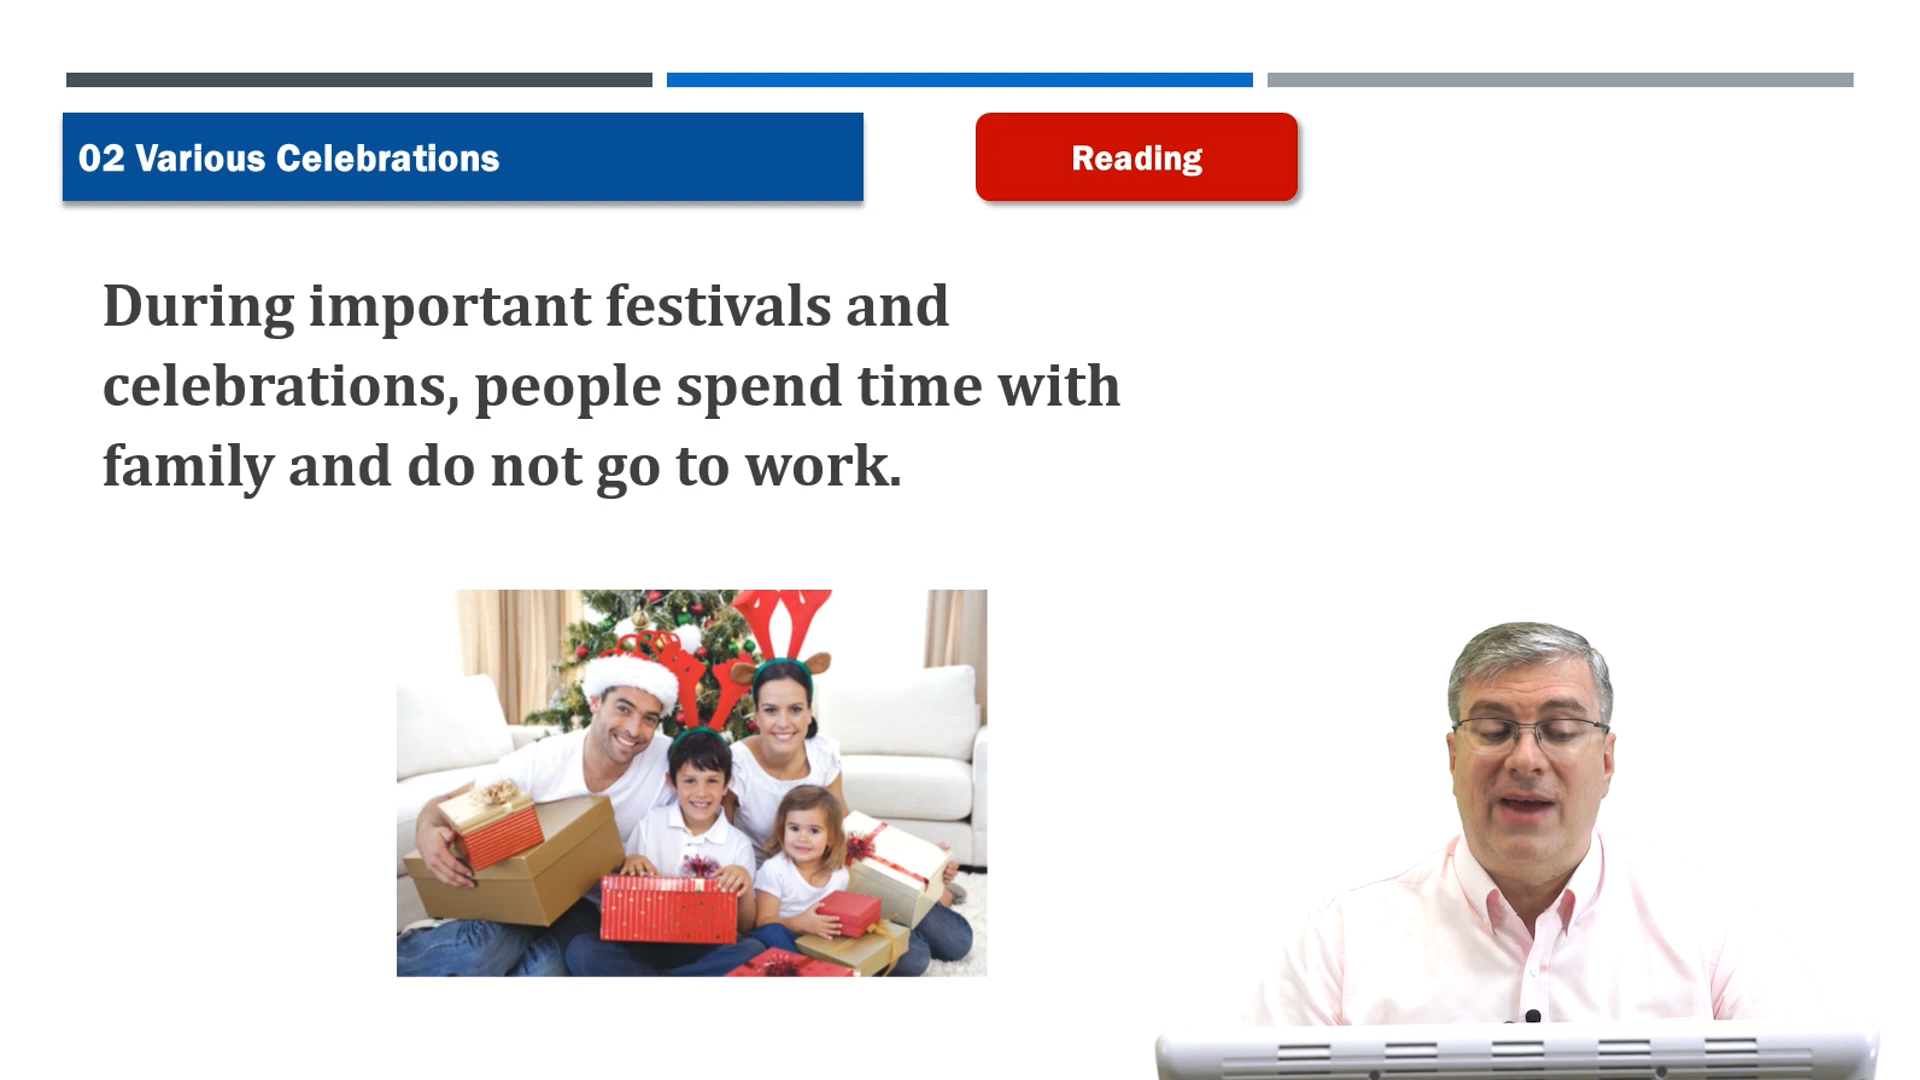 02 Various Celebrations
Reading
During important festivals and
celebrations, people spend time with
family and do not go to work.